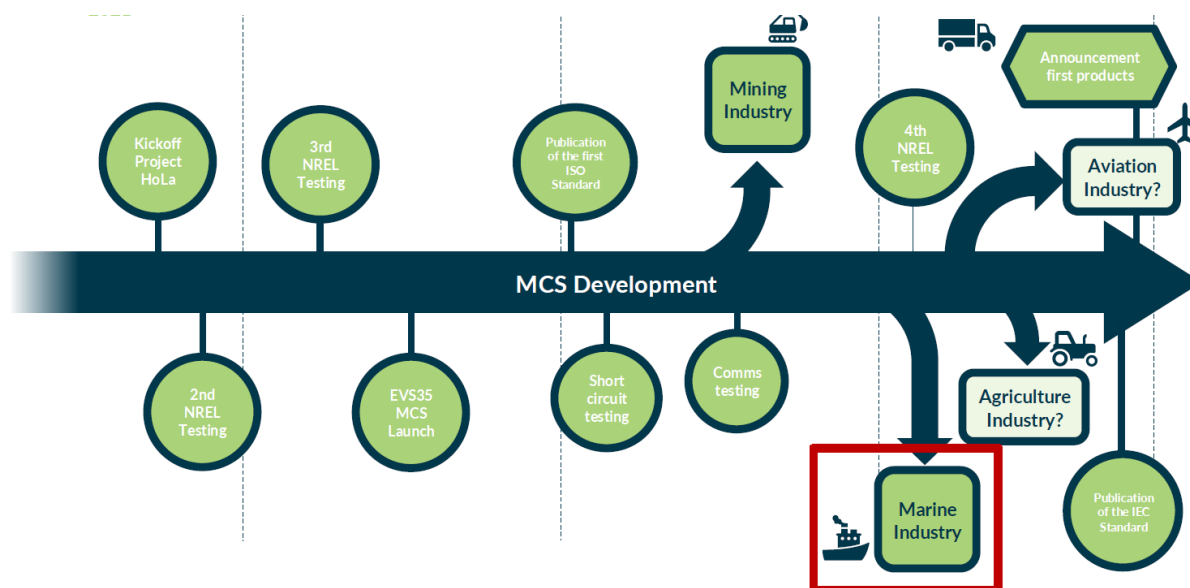 Kickoff
Project
HoLa
3rd
NREL
Testing
Publication
of the first
ISO
Standard
Mining
Industry
4th
NREL
Testing
Announcement
first products
Aviation
Industry?
MCS Development
2nd
NREL
Testing
EVS35
MCS
Launch
Short
circuit
testing
Comms
testing
Agriculture
Industry?
Marine
Industry
Publication
of the IEC
Standard